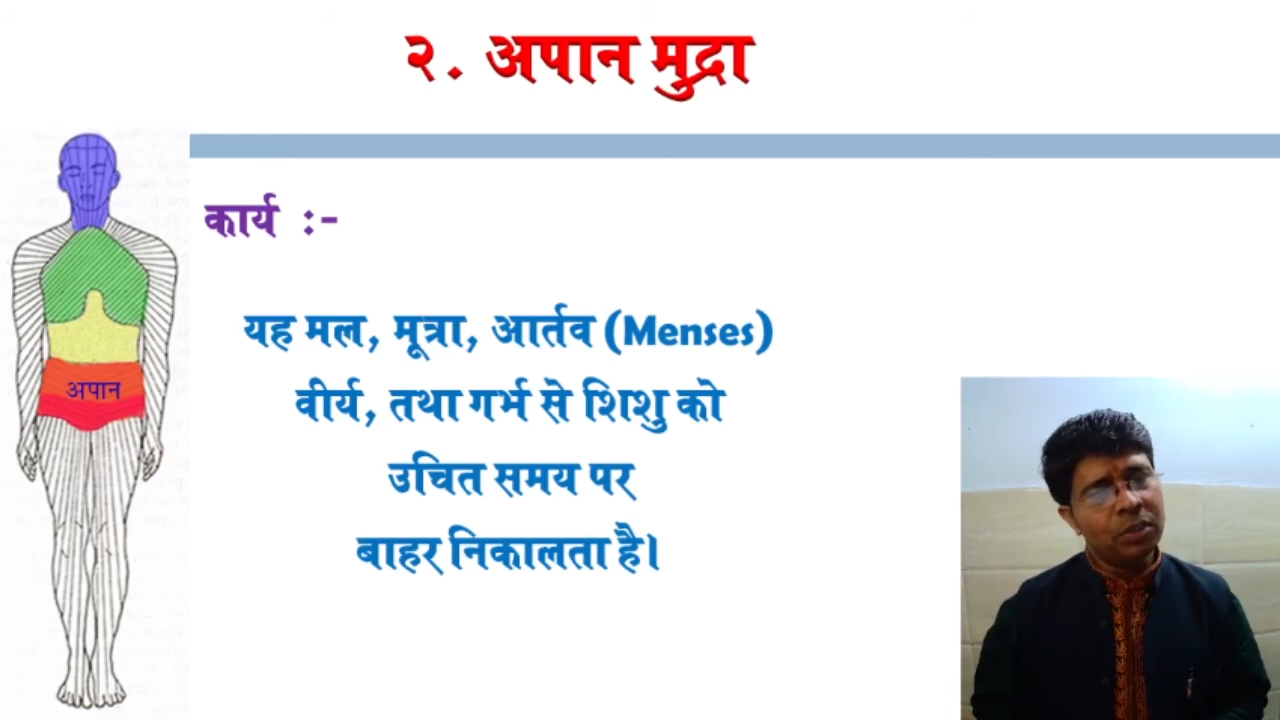 २. अपान मुद्रा
कार्य :-
यह मल, मूत्रा, आर्तव (Menses)
वीर्य, तथा गर्भ से शिशु को
उचित समय पर
बाहर निकालता है।
अपान